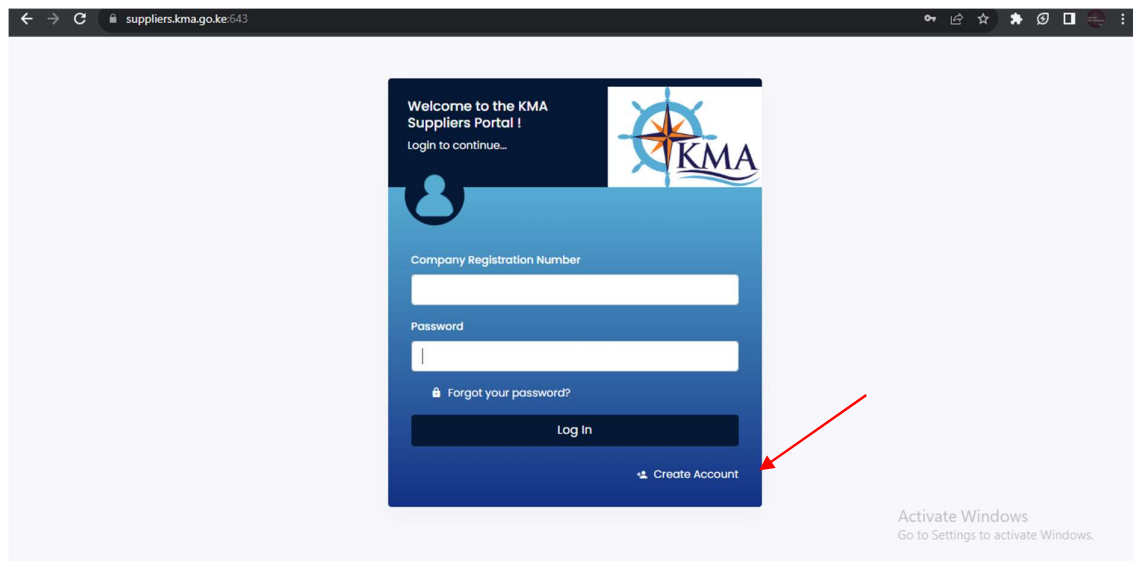 suppliers.kma.go.ke:643
Welcome to the KMA
Suppliers Portal !
Login to continue...
KMA
Company Registration Number
Password
Forgot your password?
Log In
Create Account
Activate Windows
Go to Settings to activate Windows.